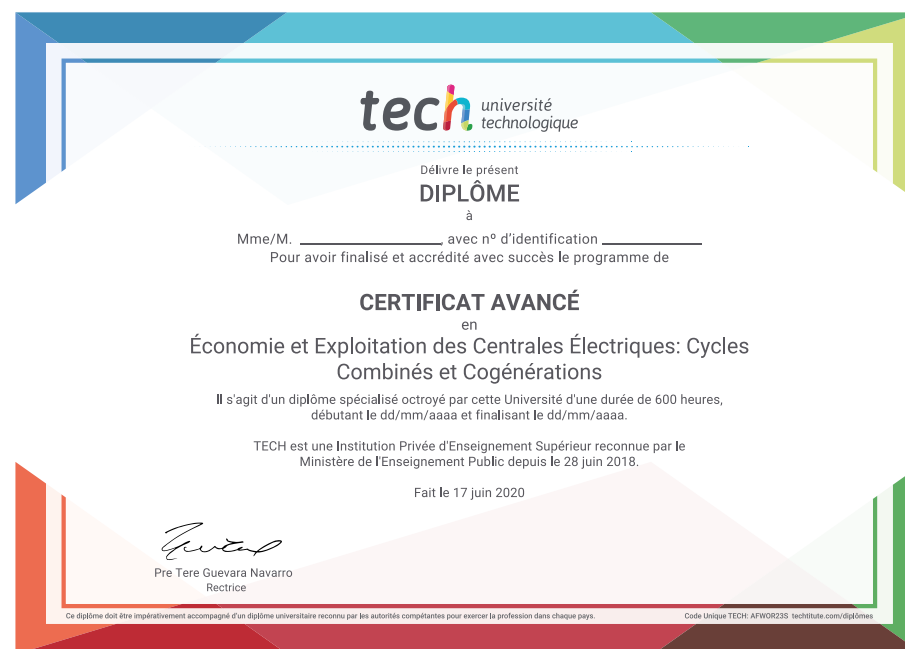 tech université
technologique
Délivre le présent
DIPLÔME
à
Mme/M. ____________________, avec nº d'identification ______________
Pour avoir finalisé et accrédité avec succès le programme de
CERTIFICAT AVANCÉ
en
Économie et Exploitation des Centrales Électriques: Cycles
Combinés et Cogénérations
Il s'agit d'un diplôme spécialisé octroyé par cette Université d'une durée de 600 heures,
débutant le dd/mm/aaaa et finalisant le dd/mm/aaaa.
TECH est une Institution Privée d'Enseignement Supérieur reconnue par le
Ministère de l'Enseignement Public depuis le 28 juin 2018.
Fait le 17 juin 2020
Pre Tere Guevara Navarro
Rectrice
Ce diplôme doit être impérativement accompagné d'un diplôme universitaire reconnu par les autorités compétentes pour exercer la profession dans chaque pays.
Code Unique TECH: AFWOR23S techtitute.com/diplômes